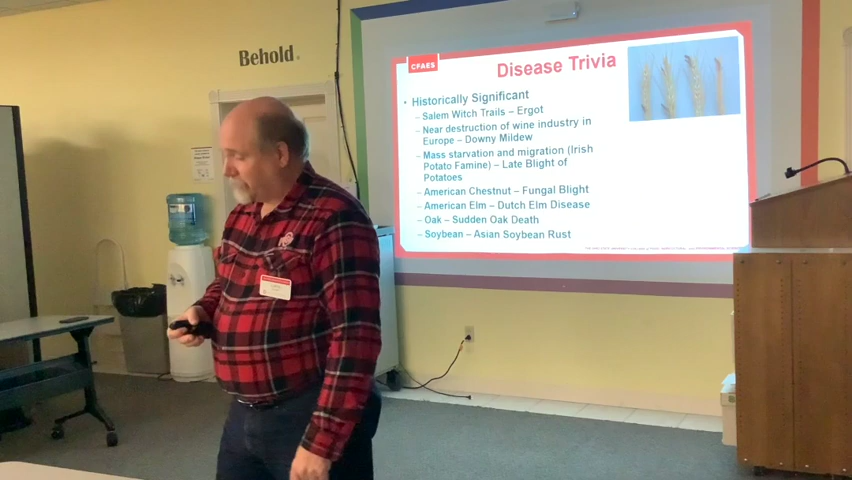 Behold.
CFAES
Disease Trivia
• Historically Significant
– Salem Witch Trails – Ergot
– Near destruction of wine industry in
Europe – Downy Mildew
– Mass starvation and migration (Irish
Potato Famine) – Late Blight of
Potatoes
– American Chestnut – Fungal Blight
– American Elm – Dutch Elm Disease
– Oak – Sudden Oak Death
– Soybean – Asian Soybean Rust